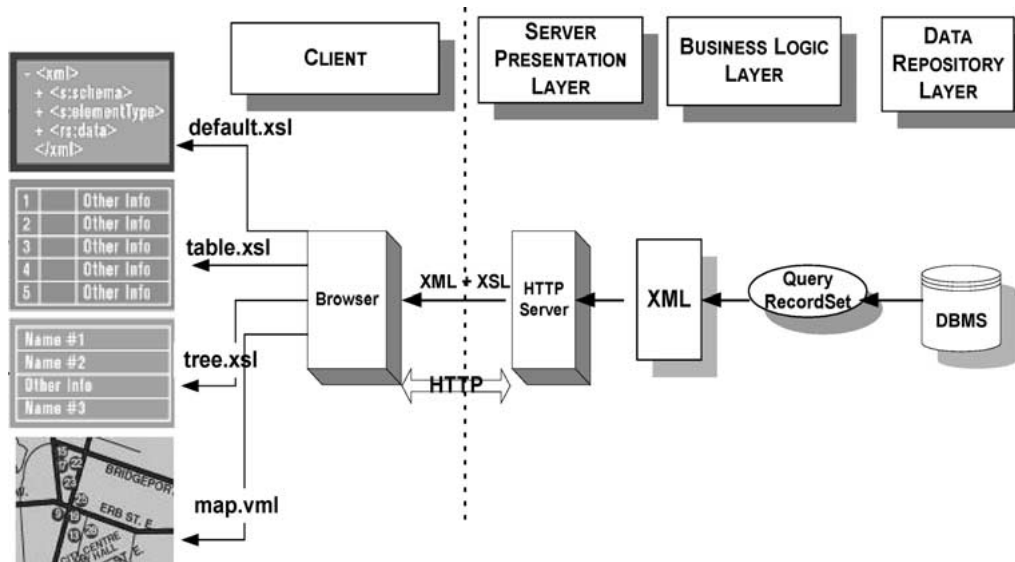 CLIENT
SERVER
PRESENTATION
LAYER
BUSINESS LOGIC
LAYER
DATA
REPOSITORY
LAYER
- <xml>
+ <s:schema>
+ <s:elementType>
+ <rs:data>
</xml>
default.xsl
1 Other Info
2 Other Info
3 Other Info
4 Other Info
5 Other Info
table.xsl
Name #1
Name #2
Other Info
Name #3
tree.xsl
BRIDGEPOR
ERB ST. E.
CITY CENTRE
HALL
T. E.
map.vml
Browser
XML + XSL
HTTP
HTTP
Server
XML
Query
RecordSet
DBMS